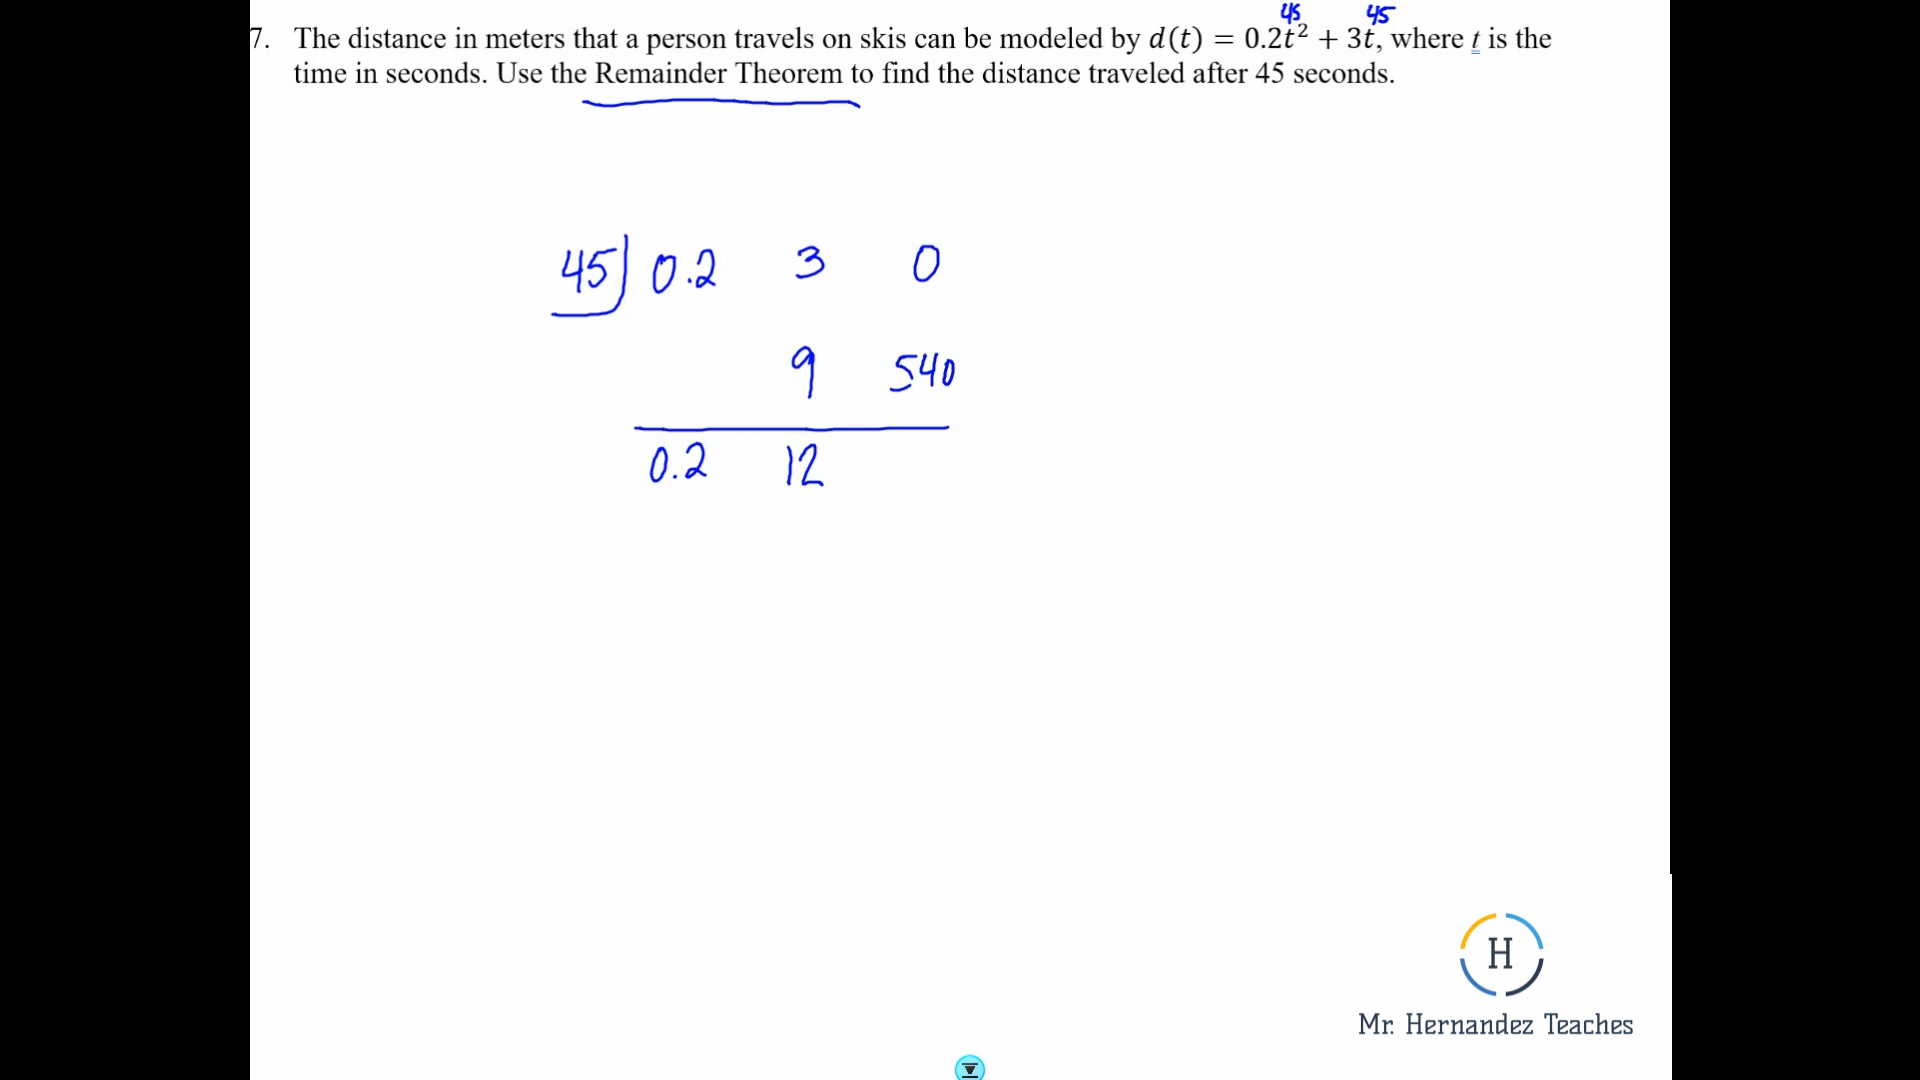 45 45
7. The distance in meters that a person travels on skis can be modeled by d(t) = 0.2t² + 3t, where t is the
time in seconds. Use the Remainder Theorem to find the distance traveled after 45 seconds.
45 0.2 3 0
9 540
0.2 12
H
Mr. Hernandez Teaches